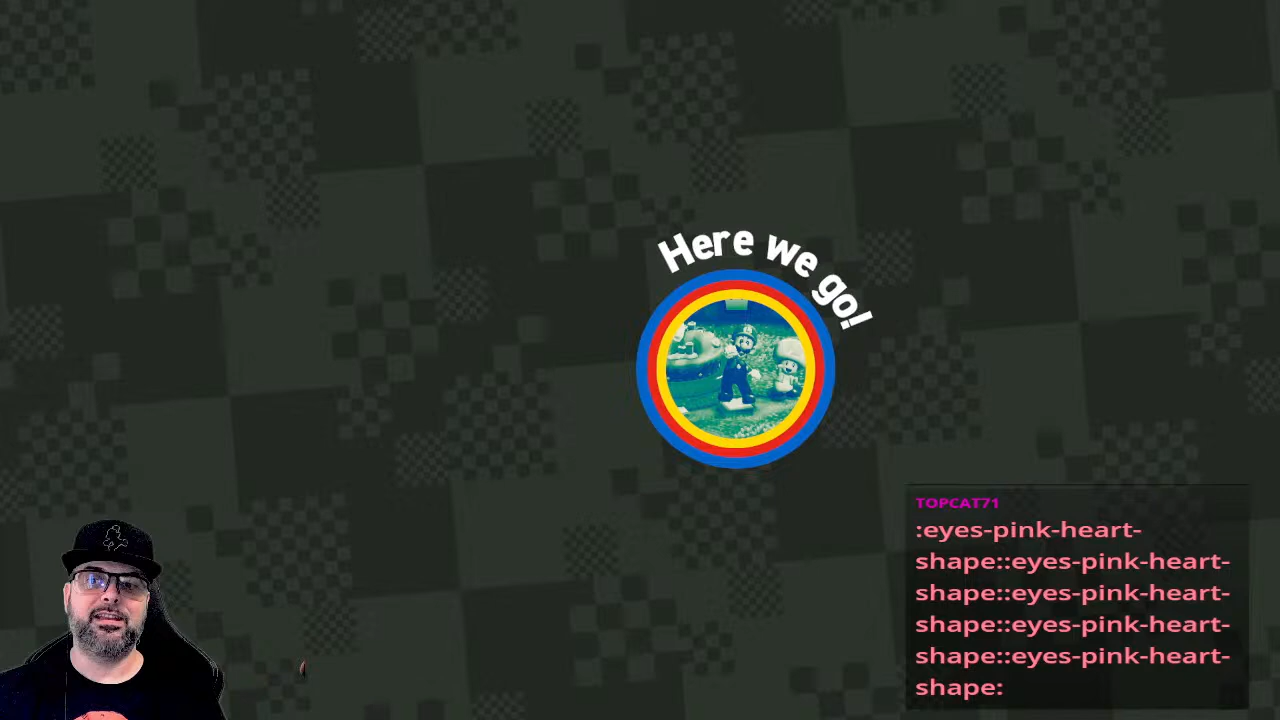 Here we go!
TOPCAT71
:eyes-pink-heart-
shape::eyes-pink-heart-
shape::eyes-pink-heart-
shape::eyes-pink-heart-
shape::eyes-pink-heart-
shape: